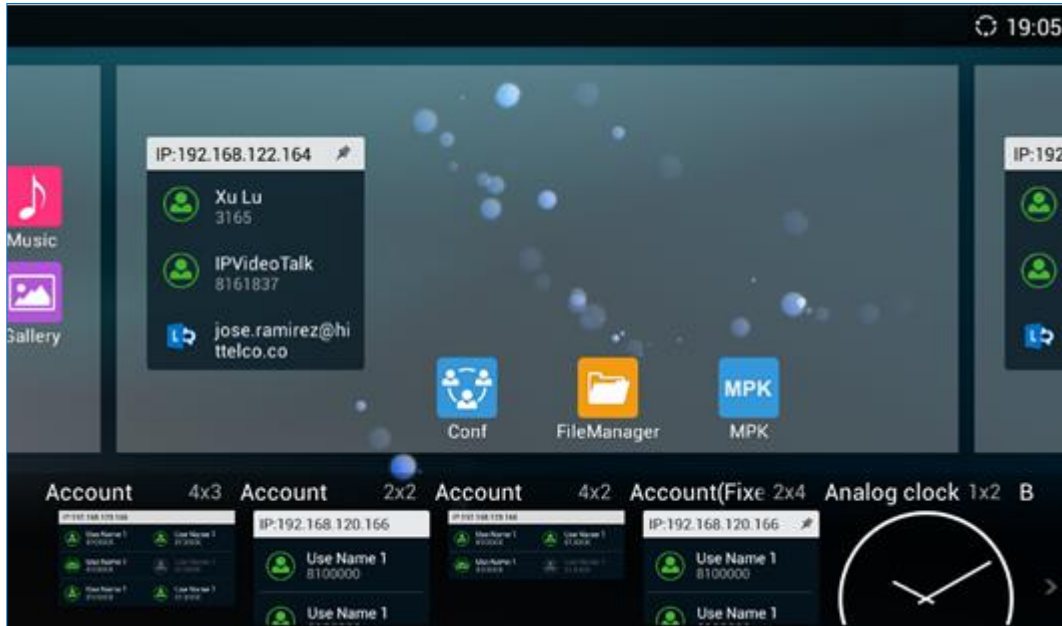 19:05
IP:192.168.122.164
IP:192
Xu Lu
3165
Music
IPVideoTalk
8161837
Gallery
jose.ramirez@hi
ttelco.co
MPK
Conf
FileManager
MPK
Account 4x3
Account 2x2
Account 4x2
Account(Fixe 2x4
Analog clock 1x2
B
IP:192.168.120.166
Use Name 1
8100000
Use Name 1
IP:192.168.120.166
Use Name 1
8100000
Use Name 1